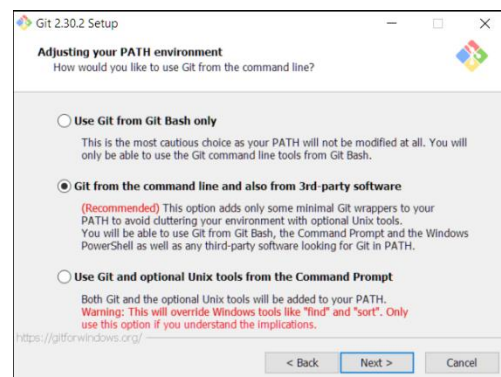 Git 2.30.2 Setup
Adjusting your PATH environment
How would you like to use Git from the command line?
Use Git from Git Bash only
This is the most cautious choice as your PATH will not be modified at all. You will
only be able to use the Git command line tools from Git Bash.
Git from the command line and also from 3rd-party software
(Recommended) This option adds only some minimal Git wrappers to your
PATH to avoid cluttering your environment with optional Unix tools.
You will be able to use Git from Git Bash, the Command Prompt and the Windows
PowerShell as well as any third-party software looking for Git in PATH.
Use Git and optional Unix tools from the Command Prompt
Both Git and the optional Unix tools will be added to your PATH.
Warning: This will override Windows tools like "find" and "sort". Only
use this option if you understand the implications.
https://gitforwindows.org/
< Back
Next >
Cancel